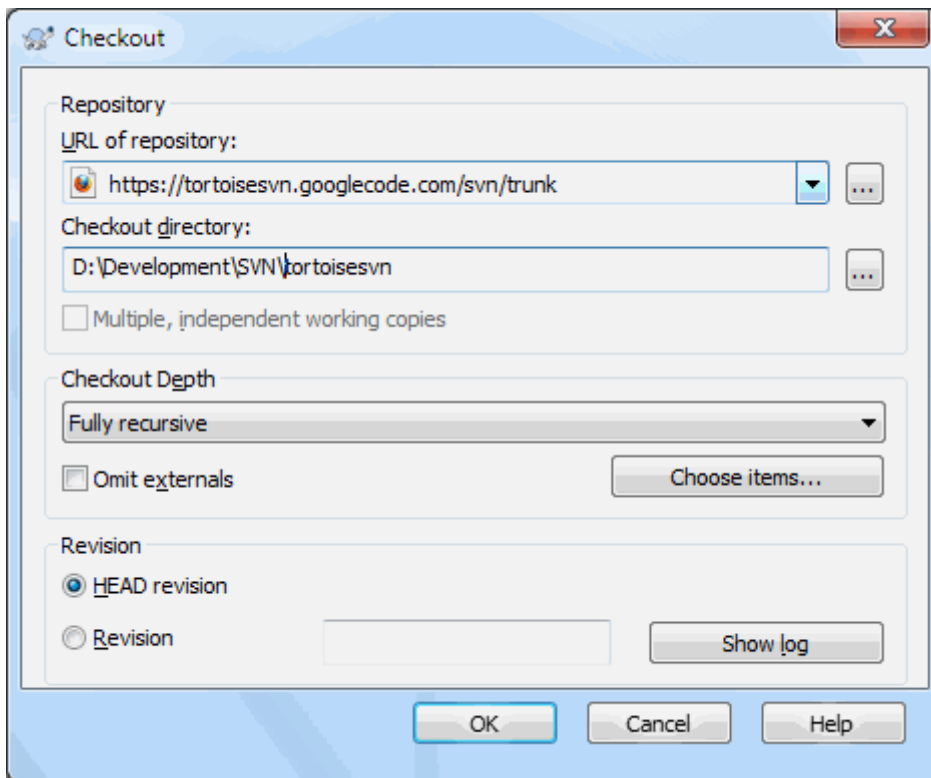 Checkout
Repository
URL of repository:
https://tortoisesvn.googlecode.com/svn/trunk
...
Checkout directory:
D:\Development\SVN\tortoisesvn
...
Multiple, independent working copies
Checkout Depth
Fully recursive
Omit externals
Choose items...
Revision
HEAD revision
Revision
Show log
OK
Cancel
Help